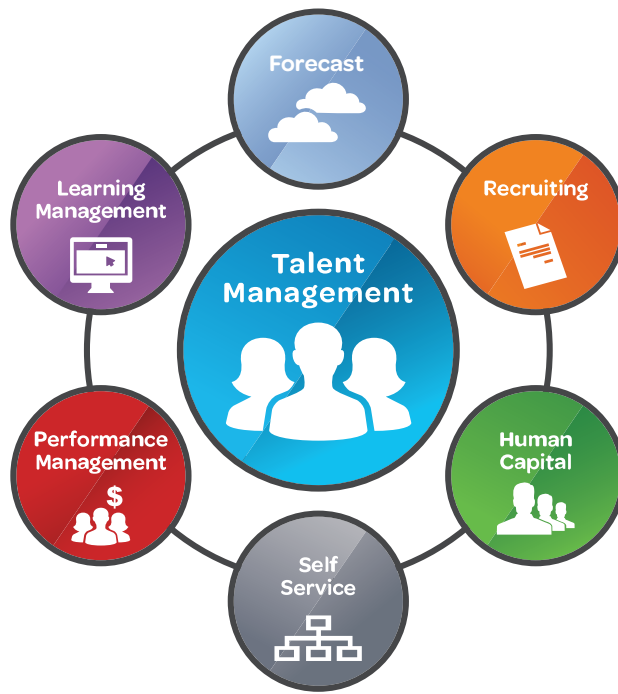 Forecast
Learning
Management
Recruiting
Talent
Management
Performance
Management
$
Human
Capital
Self
Service